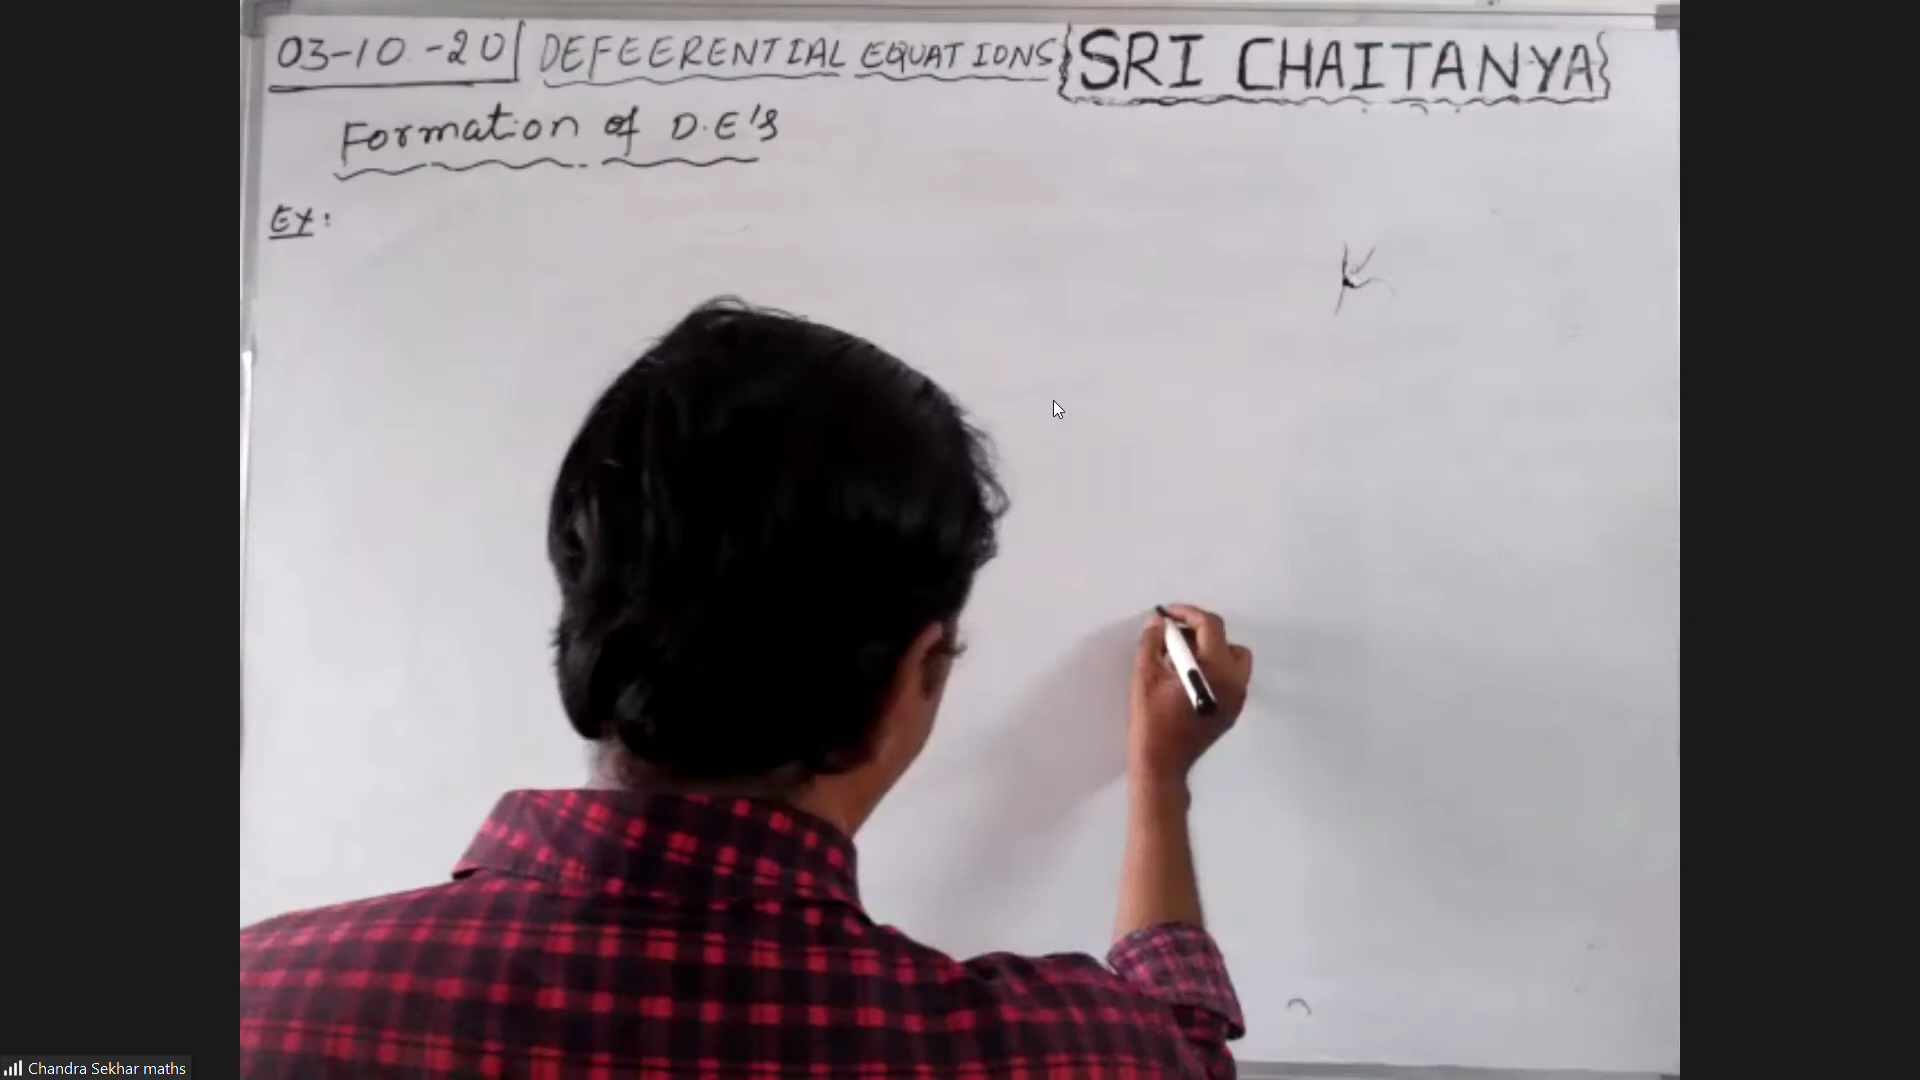 03-10-20 DEFEERENTIAL EQUATIONS SRI CHAITANYA
Formation of D.E's
Ex:
Chandra Sekhar maths